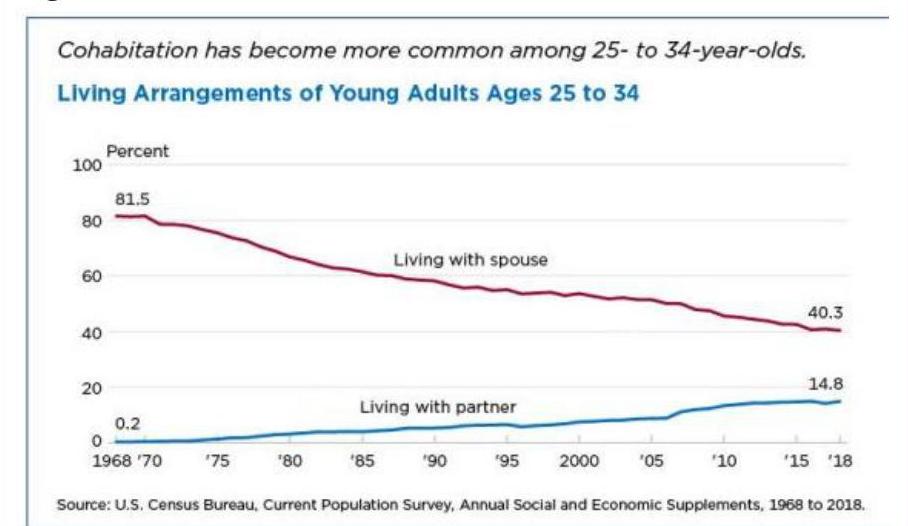 Cohabitation has become more common among 25- to 34-year-olds.
Living Arrangements of Young Adults Ages 25 to 34
Percent
100
81.5
80
Living with spouse
60
40.3
40
14.8
20
Living with partner
0.2
0
1968 '70 '75 '80 '85 '90 '95 2000 '05 '10 '15 '18
Source: U.S. Census Bureau, Current Population Survey, Annual Social and Economic Supplements, 1968 to 2018.